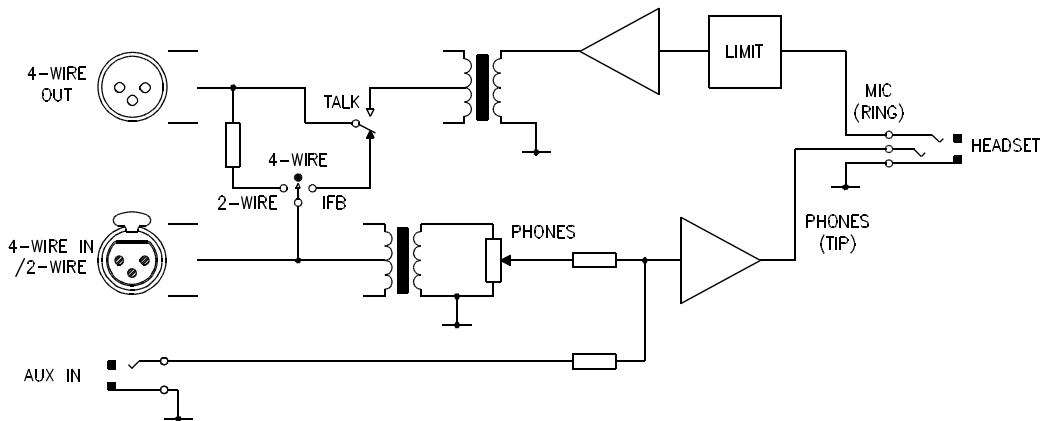 4-WIRE
OUT
TALK
LIMIT
MIC
(RING)
HEADSET
4-WIRE
2-WIRE
IFB
4-WIRE IN
/2-WIRE
PHONES
PHONES
(TIP)
AUX IN